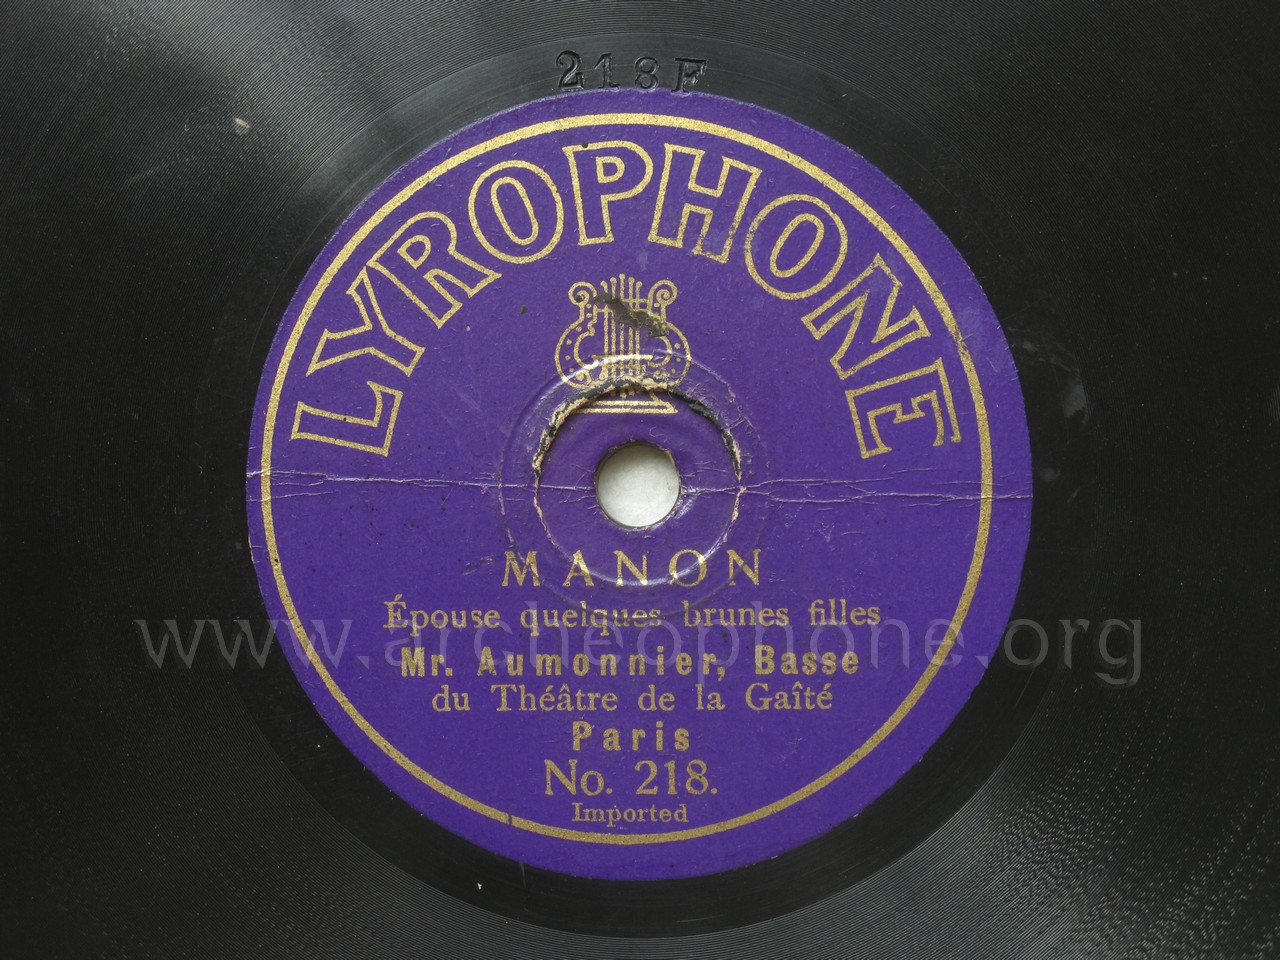 218F
LYROPHONE
MANON
Épouse quelques brunes filles
www.archeophone.org
Mr. Aumonnier, Basse
du Théâtre de la Gaîté
Paris
No. 218.
Imported